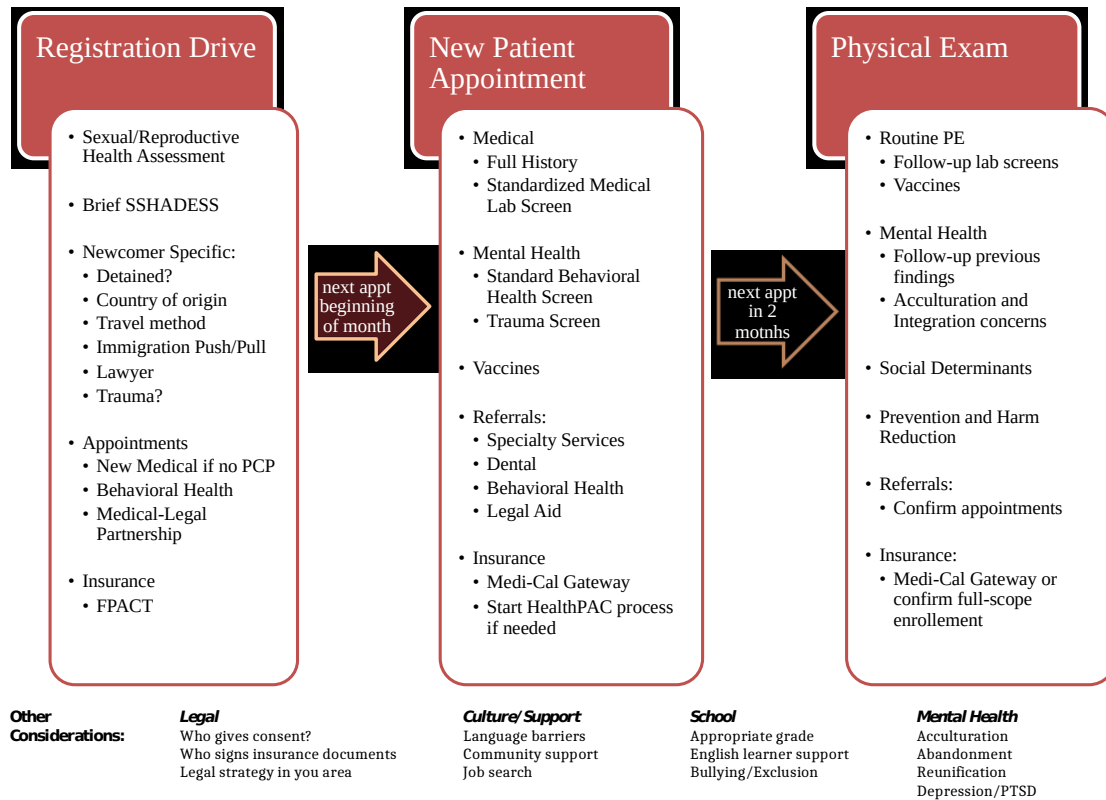 Registration Drive
• Sexual/Reproductive
Health Assessment
• Brief SSHADESS
• Newcomer Specific:
• Detained?
• Country of origin
• Travel method
• Immigration Push/Pull
• Lawyer
• Trauma?
• Appointments
• New Medical if no PCP
• Behavioral Health
• Medical-Legal
Partnership
• Insurance
• FPACT
next appt
beginning
of month
New Patient
Appointment
• Medical
• Full History
• Standardized Medical
Lab Screen
• Mental Health
• Standard Behavioral
Health Screen
• Trauma Screen
• Vaccines
• Referrals:
• Specialty Services
• Dental
• Behavioral Health
• Legal Aid
• Insurance
• Medi-Cal Gateway
• Start HealthPAC process
if needed
next appt
in 2
motnhs
Physical Exam
• Routine PE
• Follow-up lab screens
• Vaccines
• Mental Health
• Follow-up previous
findings
• Acculturation and
Integration concerns
• Social Determinants
• Prevention and Harm
Reduction
• Referrals:
• Confirm appointments
• Insurance:
• Medi-Cal Gateway or
confirm full-scope
enrollement
Other
Considerations:
Legal
Who gives consent?
Who signs insurance documents
Legal strategy in you area
Culture/Support
Language barriers
Community support
Job search
School
Appropriate grade
English learner support
Bullying/Exclusion
Mental Health
Acculturation
Abandonment
Reunification
Depression/PTSD